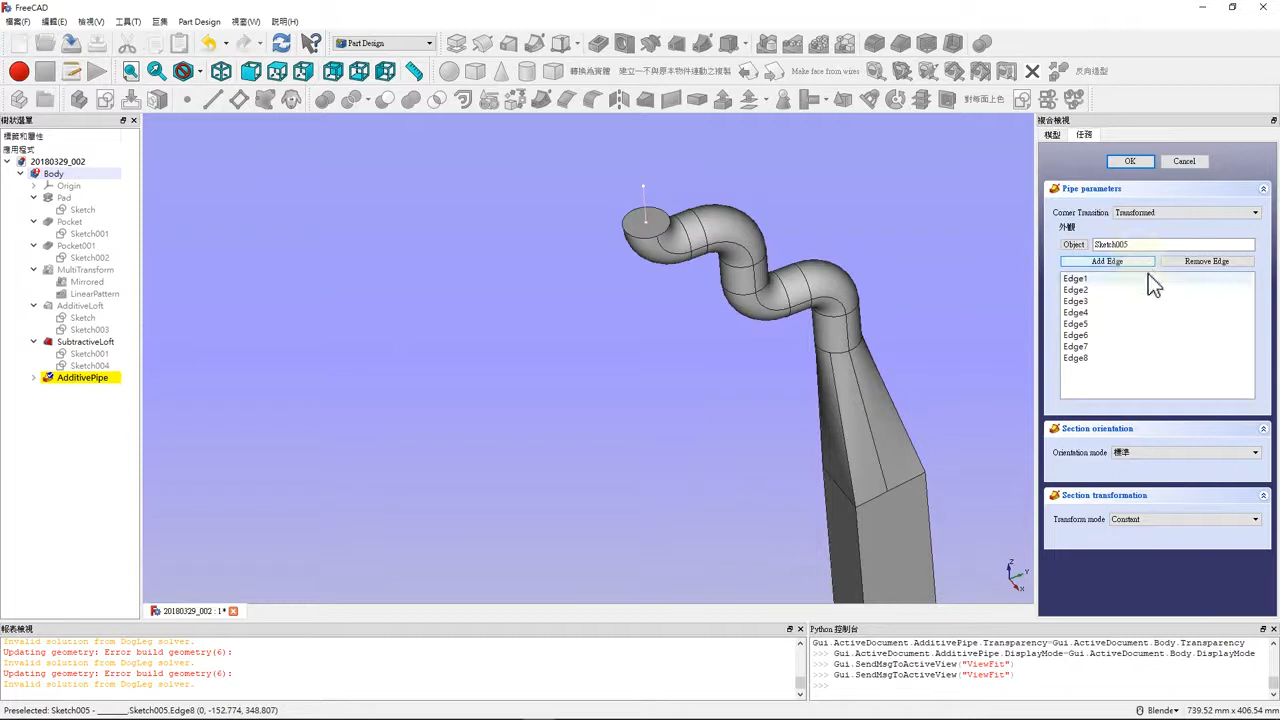 FreeCAD
檔案(F) 編輯(E) 檢視(V) 工具(T) 巨集 Part Design 視窗(W) 說明(H)
Part Design
轉換為實體 建立一不與原本物件連動之複製 Make face from wires 反向造型
對每面上色
樹狀選單
複合檢視
標籤和屬性
模型 任務
應用程式
20180329_002
Body
Origin
Pad
Sketch
Pocket
Sketch001
Pocket001
Sketch002
MultiTransform
Mirrored
LinearPattern
AdditiveLoft
Sketch
Sketch003
SubtractiveLoft
Sketch001
Sketch004
AdditivePipe
OK Cancel
Pipe parameters
Corner Transition Transformed
外觀
Object Sketch005
Add Edge Remove Edge
Edge1
Edge2
Edge3
Edge4
Edge5
Edge6
Edge7
Edge8
Section orientation
Orientation mode 標準
Section transformation
Transform mode Constant
Z
Y
X
20180329_002 : 1*
報表檢視
Invalid solution from DogLeg solver.
Updating geometry: Error build geometry(6):
Invalid solution from DogLeg solver.
Updating geometry: Error build geometry(6):
Invalid solution from DogLeg solver.
Python 控制台
Gui.ActiveDocument.AdditivePipe.Transparency=Gui.ActiveDocument.Body.Transparency
>>> Gui.ActiveDocument.AdditivePipe.DisplayMode=Gui.ActiveDocument.Body.DisplayMode
>>> Gui.SendMsgToActiveView("ViewFit")
>>> Gui.SendMsgToActiveView("ViewFit")
>>>
Preselected: Sketch005 - ______.Sketch005.Edge8 (0, -152.774, 348.807)
Blende 739.52 mm x 406.54 mm